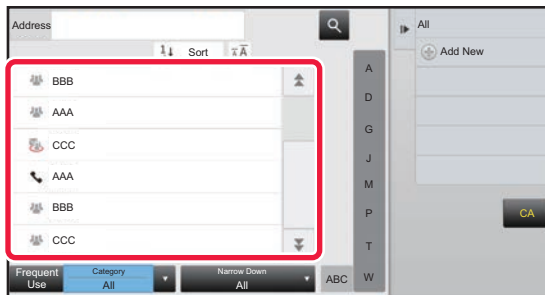 Address
All
Sort
Add New
BBB
AAA
CCC
AAA
BBB
CCC
A
D
G
J
M
P
T
W
CA
Frequent Use
Category
All
Narrow Down
All
ABC